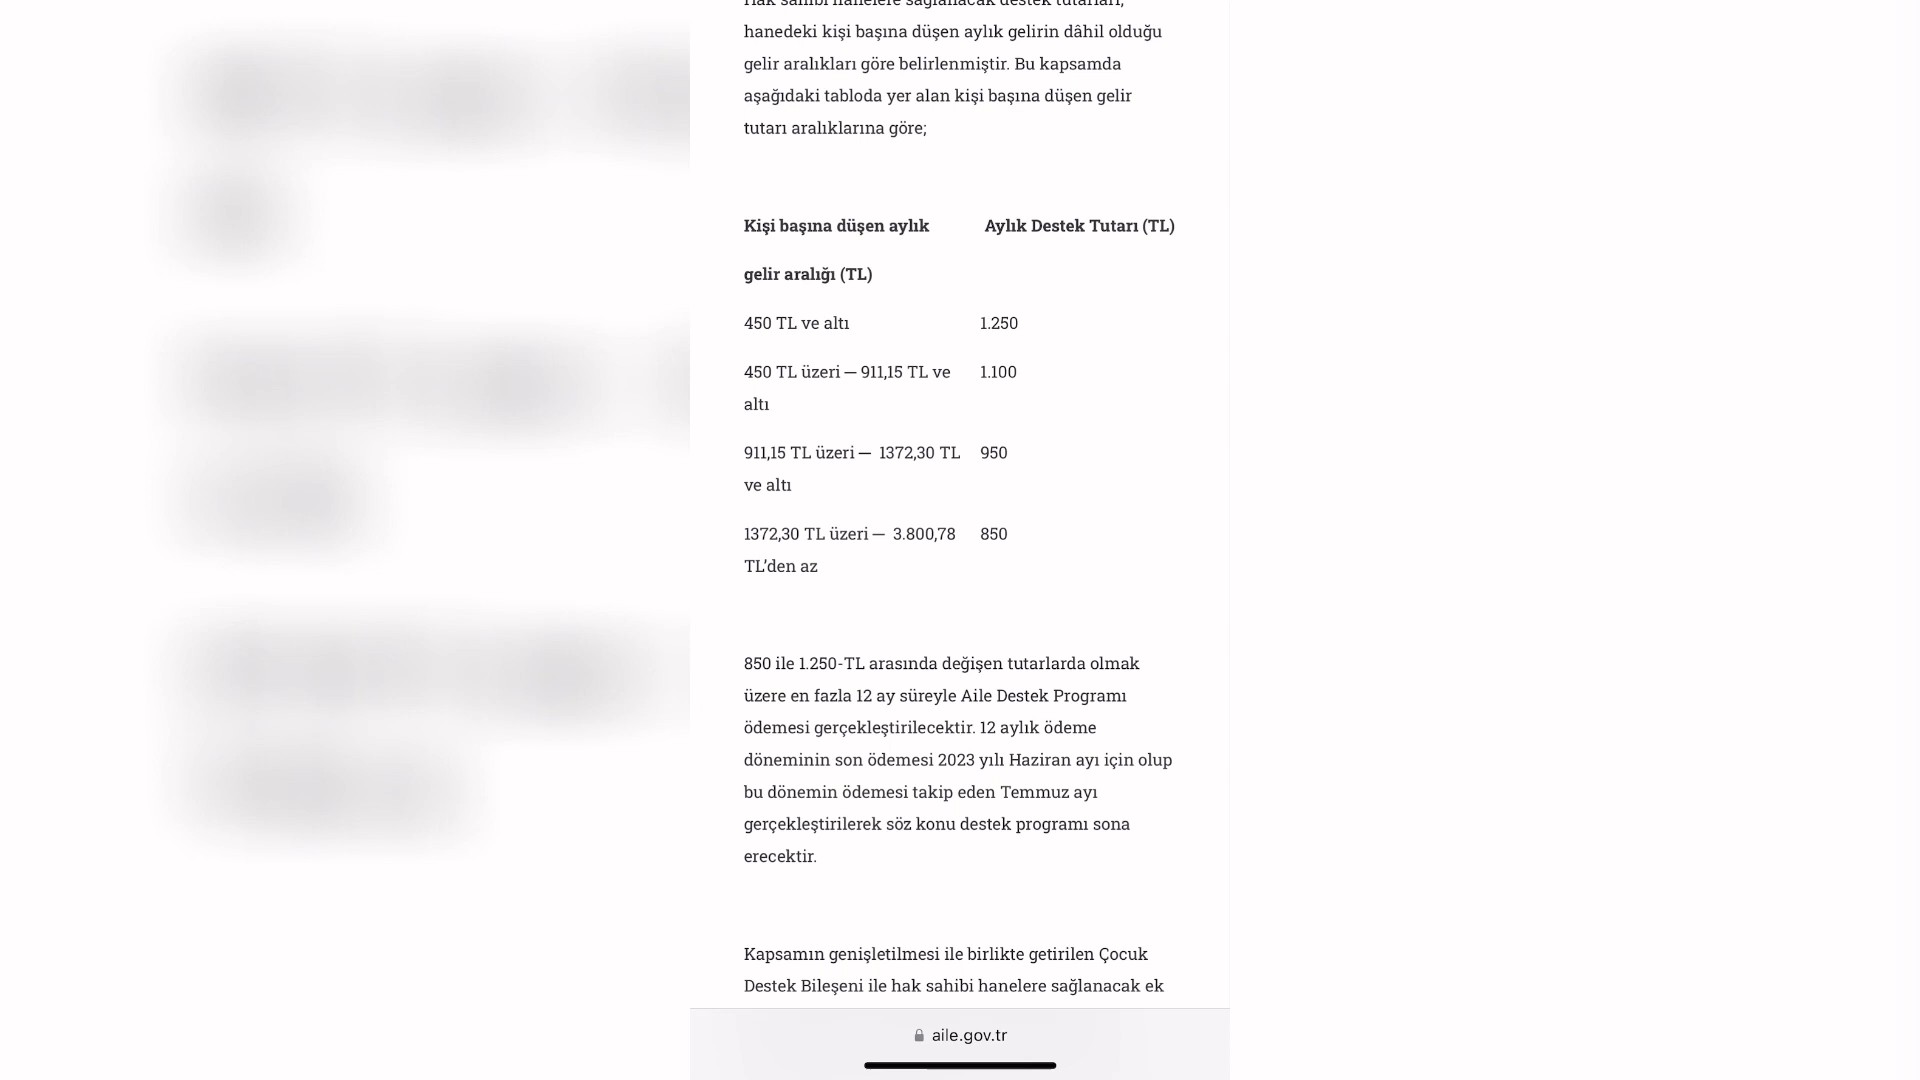 Hak sahibi hanelere sağlanacak destek tutarları,
hanedeki kişi başına düşen aylık gelirin dâhil olduğu
gelir aralıkları göre belirlenmiştir. Bu kapsamda
aşağıdaki tabloda yer alan kişi başına düşen gelir
tutarı aralıklarına göre;
Kişi başına düşen aylık Aylık Destek Tutarı (TL)
gelir aralığı (TL)
450 TL ve altı 1.250
450 TL üzeri — 911,15 TL ve 1.100
altı
911,15 TL üzeri — 1372,30 TL 950
ve altı
1372,30 TL üzeri — 3.800,78 850
TL’den az
850 ile 1.250-TL arasında değişen tutarlarda olmak
üzere en fazla 12 ay süreyle Aile Destek Programı
ödemesi gerçekleştirilecektir. 12 aylık ödeme
döneminin son ödemesi 2023 yılı Haziran ayı için olup
bu dönemin ödemesi takip eden Temmuz ayı
gerçekleştirilerek söz konu destek programı sona
erecektir.
Kapsamın genişletilmesi ile birlikte getirilen Çocuk
Destek Bileşeni ile hak sahibi hanelere sağlanacak ek
aile.gov.tr